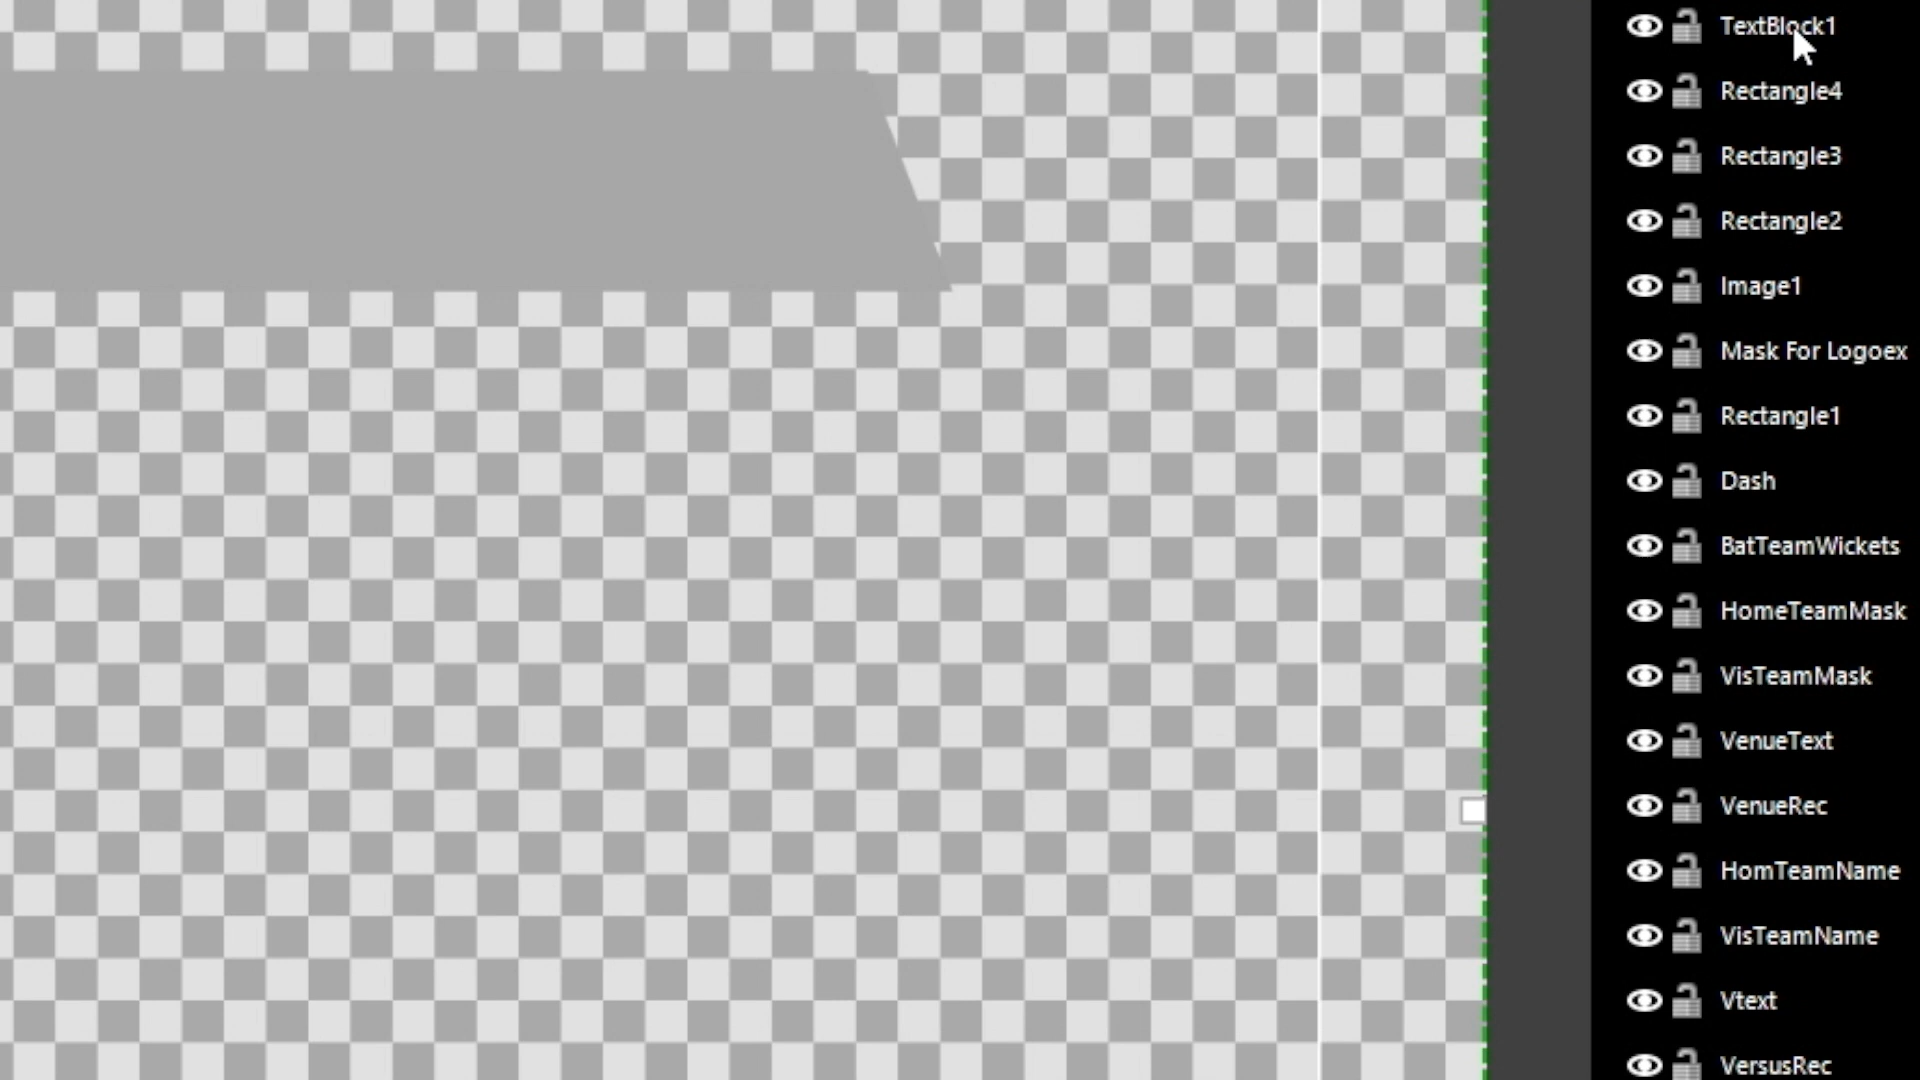 TextBlock1
Rectangle4
Rectangle3
Rectangle2
Image1
Mask For Logoex
Rectangle1
Dash
BatTeamWickets
HomeTeamMask
VisTeamMask
VenueText
VenueRec
HomTeamName
VisTeamName
Vtext
VersusRec